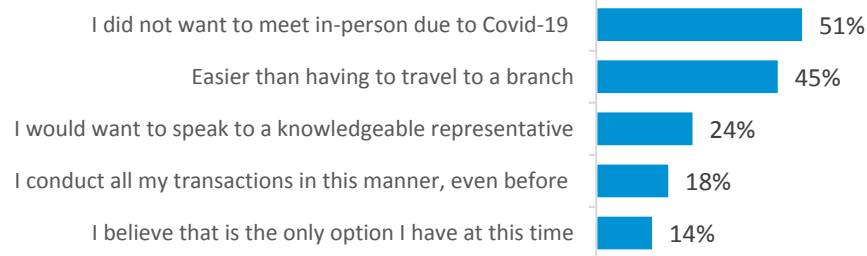 I did not want to meet in-person due to Covid-19 51%
Easier than having to travel to a branch 45%
I would want to speak to a knowledgeable representative 24%
I conduct all my transactions in this manner, even before 18%
I believe that is the only option I have at this time 14%